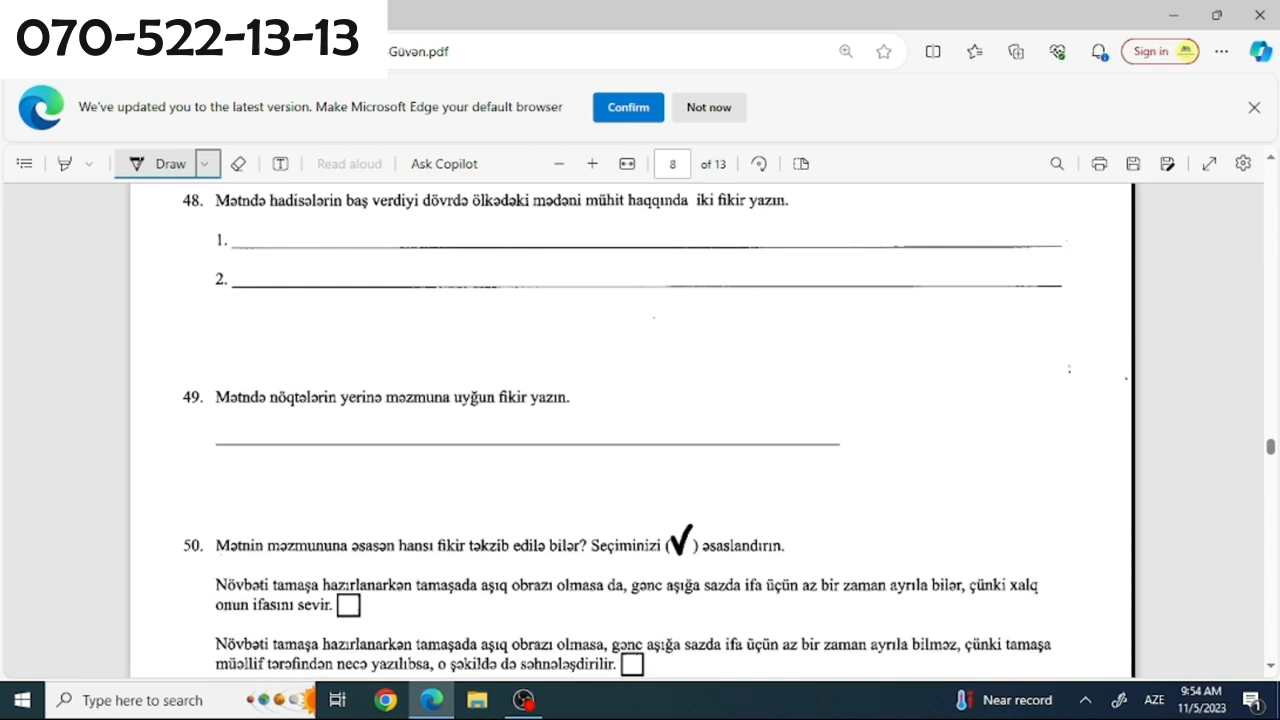 070-522-13-13
-Güvən.pdf
Sign in
We've updated you to the latest version. Make Microsoft Edge your default browser
Confirm
Not now
Draw
Read aloud
Ask Copilot
8
of 13
48. Mətndə hadisələrin baş verdiyi dövrdə ölkədəki mədəni mühit haqqında iki fikir yazın.
1.
2.
49. Mətndə nöqtələrin yerinə məzmuna uyğun fikir yazın.
50. Mətnin məzmununa əsasən hansı fikir təkzib edilə bilər? Seçiminizi (✓) əsaslandırın.
Növbəti tamaşa hazırlanarkən tamaşada aşıq obrazı olmasa da, gənc aşığa sazda ifa üçün az bir zaman ayrıla bilər, çünki xalq
onun ifasını sevir.
Növbəti tamaşa hazırlanarkən tamaşada aşıq obrazı olmasa, gənc aşığa sazda ifa üçün az bir zaman ayrıla bilməz, çünki tamaşa
müəllif tərəfindən necə yazılıbsa, o şəkildə də səhnələşdirilir.
Type here to search
Near record
AZE
9:54 AM
11/5/2023
1